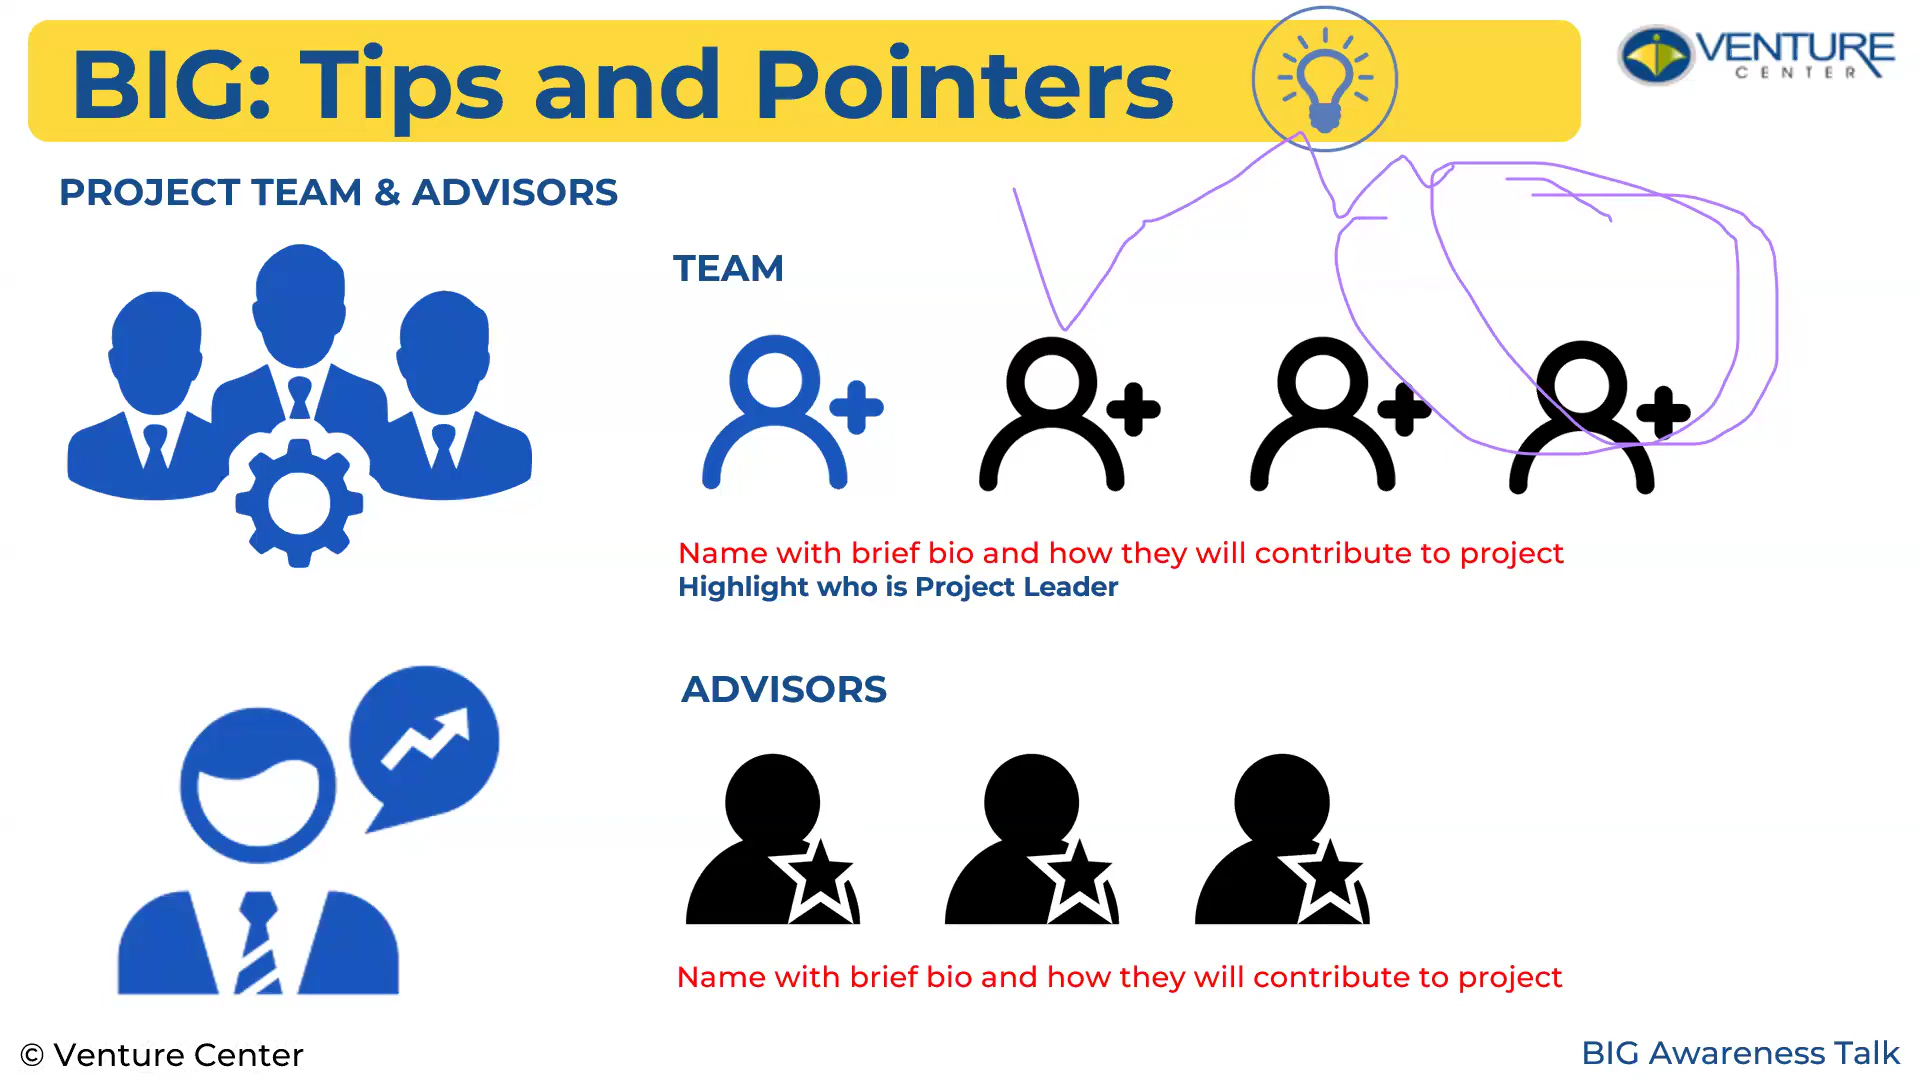 BIG: Tips and Pointers
VENTURE
CENTER
PROJECT TEAM & ADVISORS
TEAM
Name with brief bio and how they will contribute to project
Highlight who is Project Leader
ADVISORS
Name with brief bio and how they will contribute to project
© Venture Center
BIG Awareness Talk